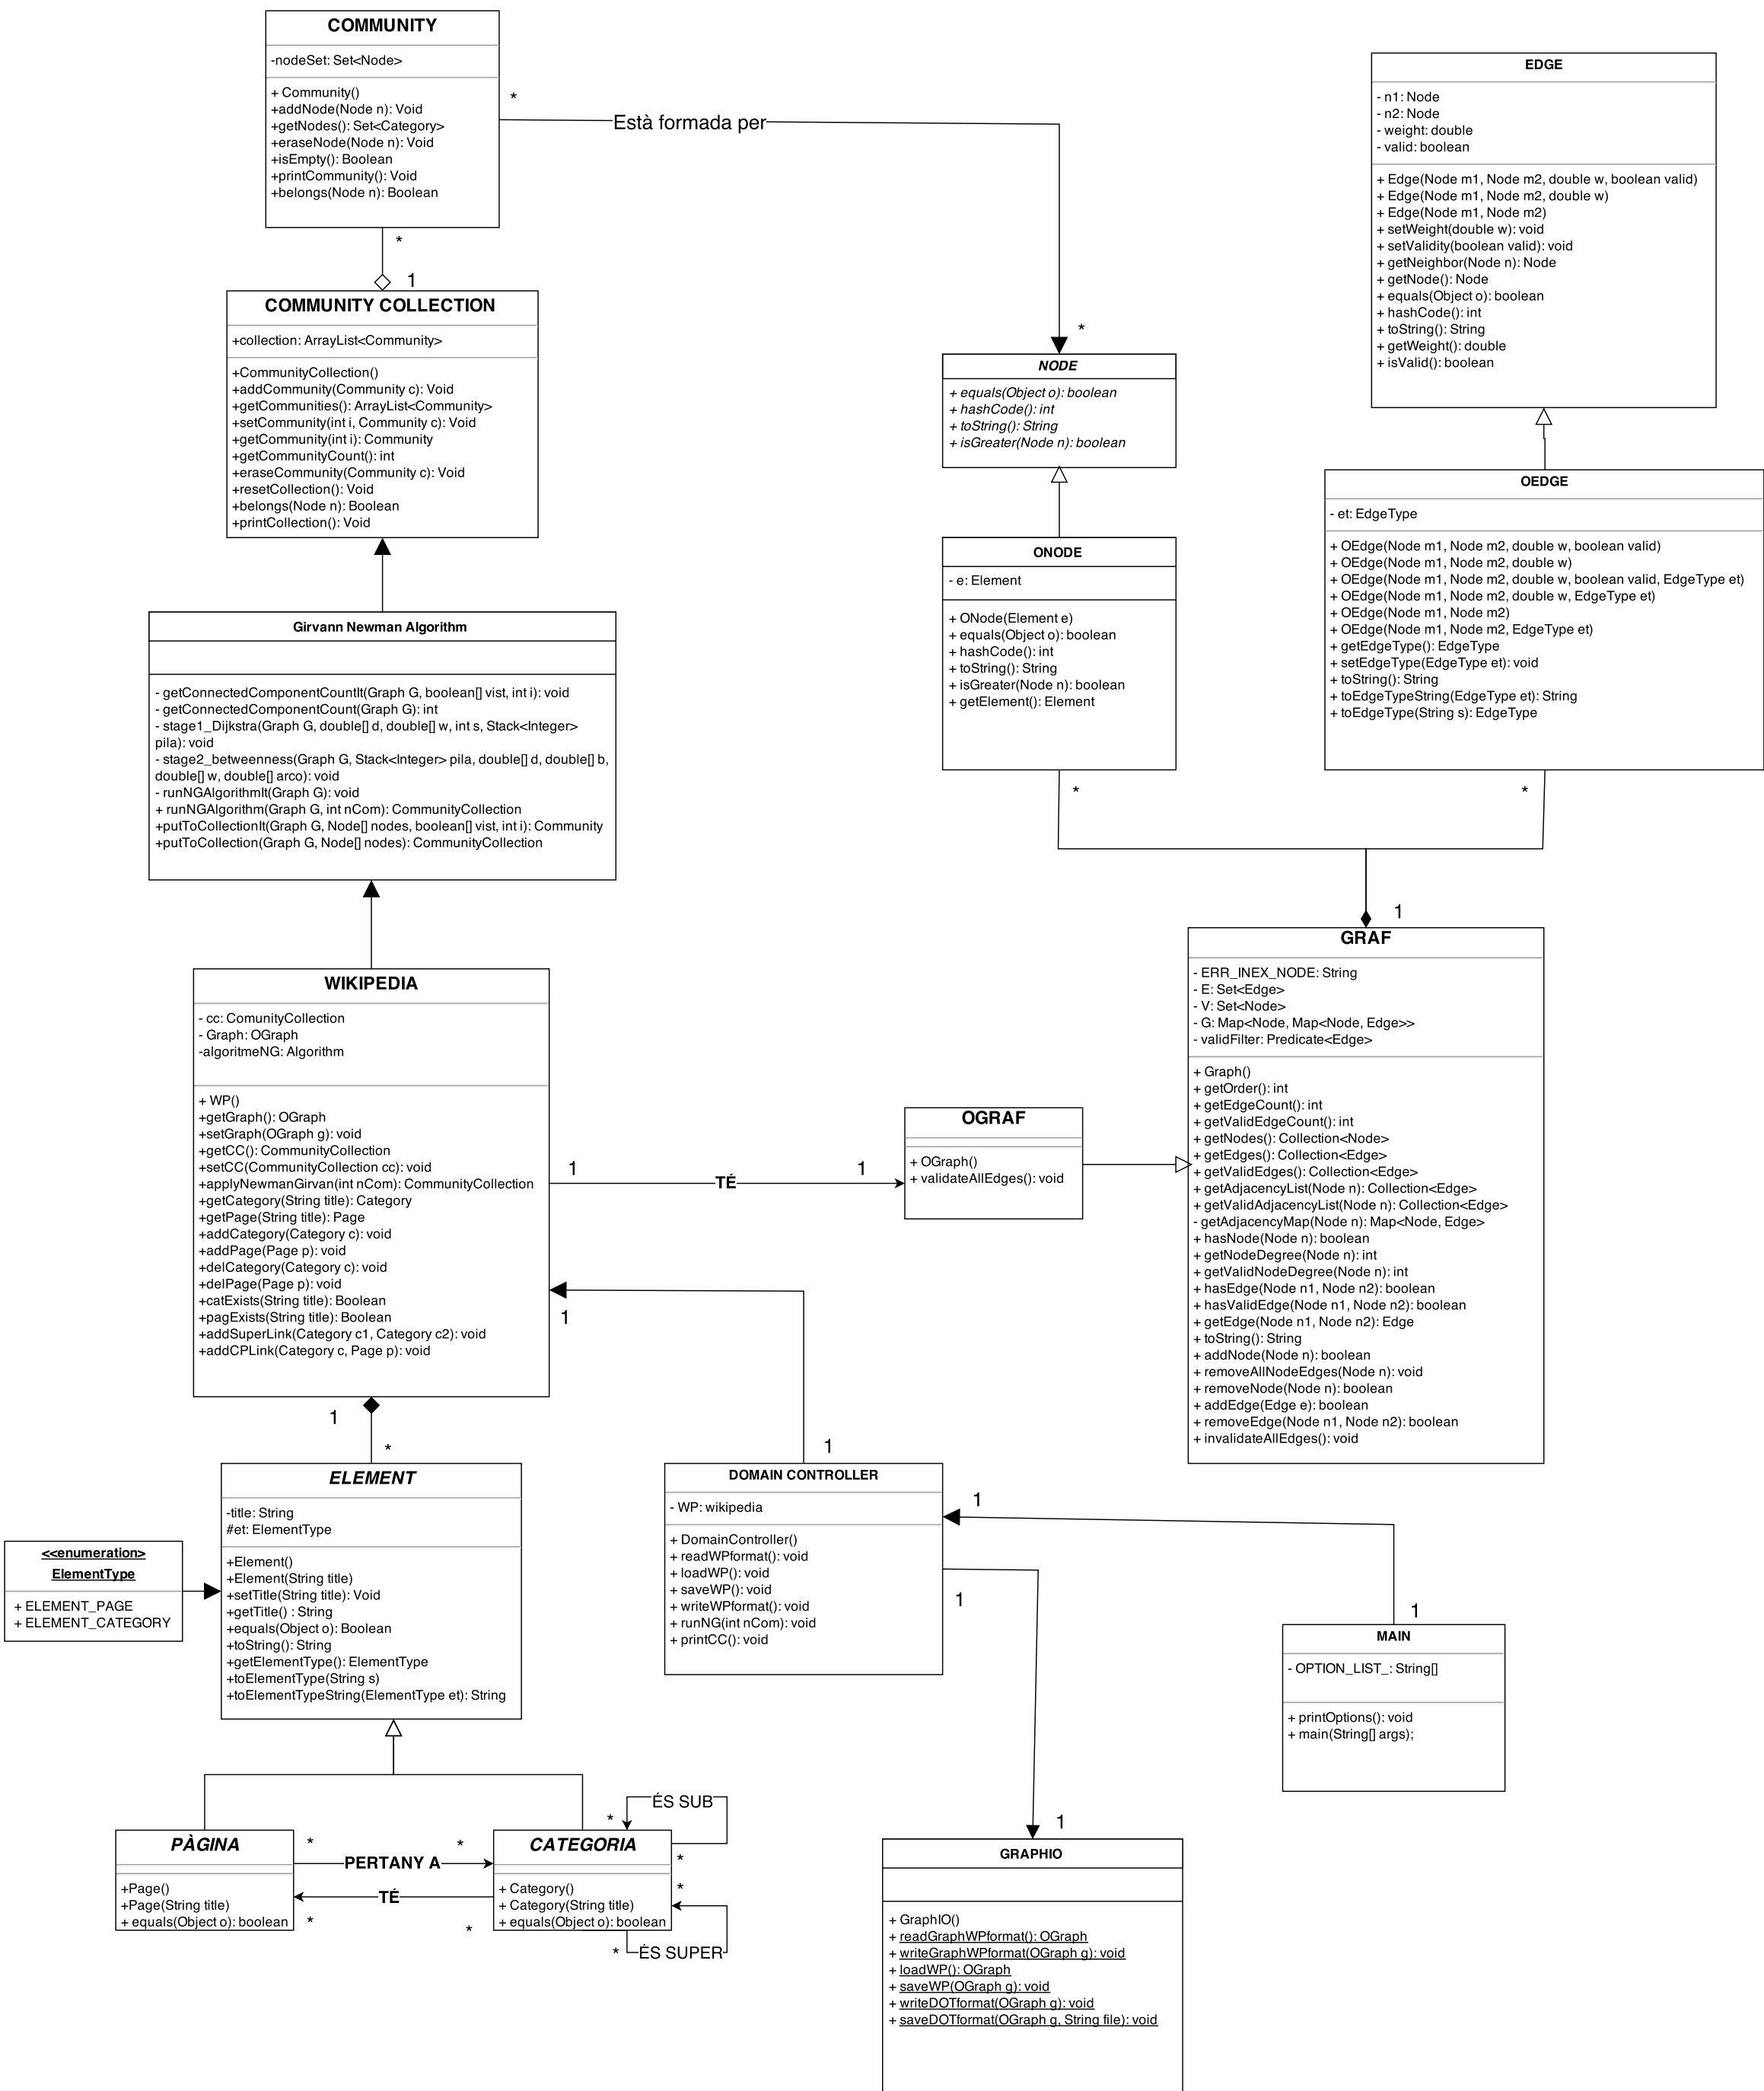 COMMUNITY
-nodeSet: Set<Node>
+ Community()
+addNode(Node n): Void
+getNodes(): Set<Category>
+eraseNode(Node n): Void
+isEmpty(): Boolean
+printCommunity(): Void
+belongs(Node n): Boolean
*
Està formada per
*
*
1
COMMUNITY COLLECTION
+collection: ArrayList<Community>
+CommunityCollection()
+addCommunity(Community c): Void
+getCommunities(): ArrayList<Community>
+setCommunity(int i, Community c): Void
+getCommunity(int i): Community
+getCommunityCount: int
+eraseCommunity(Community c): Void
+resetCollection(): Void
+belongs(Node n): Boolean
+printCollection(): Void
EDGE
- n1: Node
- n2: Node
- weight: double
- valid: boolean
+ Edge(Node m1, Node m2, double w, boolean valid)
+ Edge(Node m1, Node m2, double w)
+ Edge(Node m1, Node m2)
+ setWeight(double w): void
+ setValidity(boolean valid): void
+ getNeighbor(Node n): Node
+ getNode(): Node
+ equals(Object o): boolean
+ hashCode(): int
+ toString(): String
+ getWeight(): double
+ isValid(): boolean
NODE
+ equals(Object o): boolean
+ hashCode(): int
+ toString(): String
+ isGreater(Node n): boolean
ONODE
- e: Element
+ ONode(Element e)
+ equals(Object o): boolean
+ hashCode(): int
+ toString(): String
+ isGreater(Node n): boolean
+ getElement(): Element
*
OEDGE
- et: EdgeType
+ OEdge(Node m1, Node m2, double w, boolean valid)
+ OEdge(Node m1, Node m2, double w)
+ OEdge(Node m1, Node m2, double w, boolean valid, EdgeType et)
+ OEdge(Node m1, Node m2, double w, EdgeType et)
+ OEdge(Node m1, Node m2)
+ OEdge(Node m1, Node m2, EdgeType et)
+ getEdgeType(): EdgeType
+ setEdgeType(EdgeType et): void
+ toString(): String
+ toEdgeTypeString(EdgeType et): String
+ toEdgeType(String s): EdgeType
*
Girvann Newman Algorithm
- getConnectedComponentCountIt(Graph G, boolean[] vist, int i): void
- getConnectedComponentCount(Graph G): int
- stage1_Dijkstra(Graph G, double[] d, double[] w, int s, Stack<Integer>
pila): void
- stage2_betweenness(Graph G, Stack<Integer> pila, double[] d, double[] b,
double[] w, double[] arco): void
- runNGAlgorithmIt(Graph G): void
+ runNGAlgorithm(Graph G, int nCom): CommunityCollection
+putToCollectionIt(Graph G, Node[] nodes, boolean[] vist, int i): Community
+putToCollection(Graph G, Node[] nodes): CommunityCollection
WIKIPEDIA
- cc: ComunityCollection
- Graph: OGraph
-algoritmeNG: Algorithm
+ WP()
+getGraph(): OGraph
+setGraph(OGraph g): void
+getCC(): CommunityCollection
+setCC(CommunityCollection cc): void
+applyNewmanGirvan(int nCom): CommunityCollection
+getCategory(String title): Category
+getPage(String title): Page
+addCategory(Category c): void
+addPage(Page p): void
+delCategory(Category c): void
+delPage(Page p): void
+catExists(String title): Boolean
+pagExists(String title): Boolean
+addSuperLink(Category c1, Category c2): void
+addCPLink(Category c, Page p): void
1
TÉ
1
OGRAF
+ OGraph()
+ validateAllEdges(): void
1
GRAF
- ERR_INEX_NODE: String
- E: Set<Edge>
- V: Set<Node>
- G: Map<Node, Map<Node, Edge>>
- validFilter: Predicate<Edge>
+ Graph()
+ getOrder(): int
+ getEdgeCount(): int
+ getValidEdgeCount(): int
+ getNodes(): Collection<Node>
+ getEdges(): Collection<Edge>
+ getValidEdges(): Collection<Edge>
+ getAdjacencyList(Node n): Collection<Edge>
+ getValidAdjacencyList(Node n): Collection<Edge>
- getAdjacencyMap(Node n): Map<Node, Edge>
+ hasNode(Node n): boolean
+ getNodeDegree(Node n): int
+ getValidNodeDegree(Node n): int
+ hasEdge(Node n1, Node n2): boolean
+ hasValidEdge(Node n1, Node n2): boolean
+ getEdge(Node n1, Node n2): Edge
+ toString(): String
+ addNode(Node n): boolean
+ removeAllNodeEdges(Node n): void
+ removeNode(Node n): boolean
+ addEdge(Edge e): boolean
+ removeEdge(Node n1, Node n2): boolean
+ invalidateAllEdges(): void
1
1
1
*
ELEMENT
-title: String
#et: ElementType
+Element()
+Element(String title)
+setTitle(String title): Void
+getTitle() : String
+equals(Object o): Boolean
+toString(): String
+getElementType(): ElementType
+toElementType(String s)
+toElementTypeString(ElementType et): String
<<enumeration>
ElementType
+ ELEMENT_PAGE
+ ELEMENT_CATEGORY
DOMAIN CONTROLLER
- WP: wikipedia
+ DomainController()
+ readWPformat(): void
+ loadWP(): void
+ saveWP(): void
+ writeWPformat(): void
+ runNG(int nCom): void
+ printCC(): void
1
1
1
MAIN
- OPTION_LIST_: String[]
+ printOptions(): void
+ main(String[] args);
PÀGINA
+Page()
+Page(String title)
+ equals(Object o): boolean
*
*
PERTANY A
TÉ
*
*
CATEGORIA
+ Category()
+ Category(String title)
+ equals(Object o): boolean
*
ÉS SUB
*
*
*
ÉS SUPER
1
GRAPHIO
+ GraphIO()
+ readGraphWPformat(): OGraph
+ writeGraphWPformat(OGraph g): void
+ loadWP(): OGraph
+ saveWP(OGraph g): void
+ writeDOTformat(OGraph g): void
+ saveDOTformat(OGraph g, String file): void